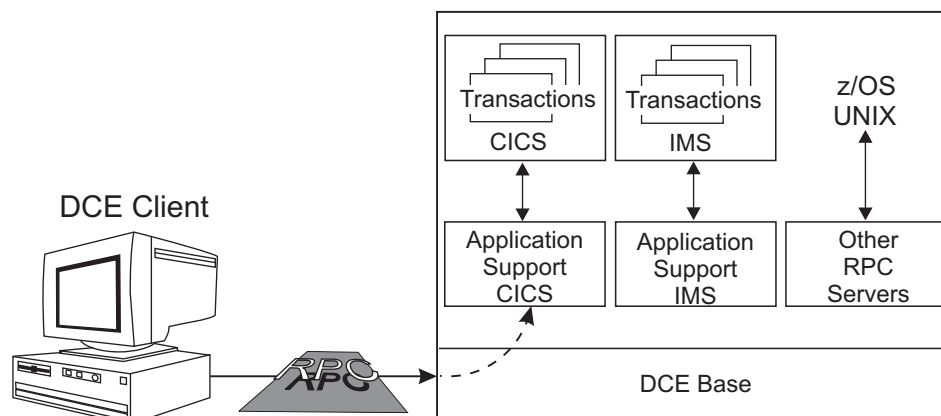 Transactions
CICS
Transactions
IMS
z/OS
UNIX
DCE Client
Application
Support
CICS
Application
Support
IMS
Other
RPC
Servers
RPC
DCE Base